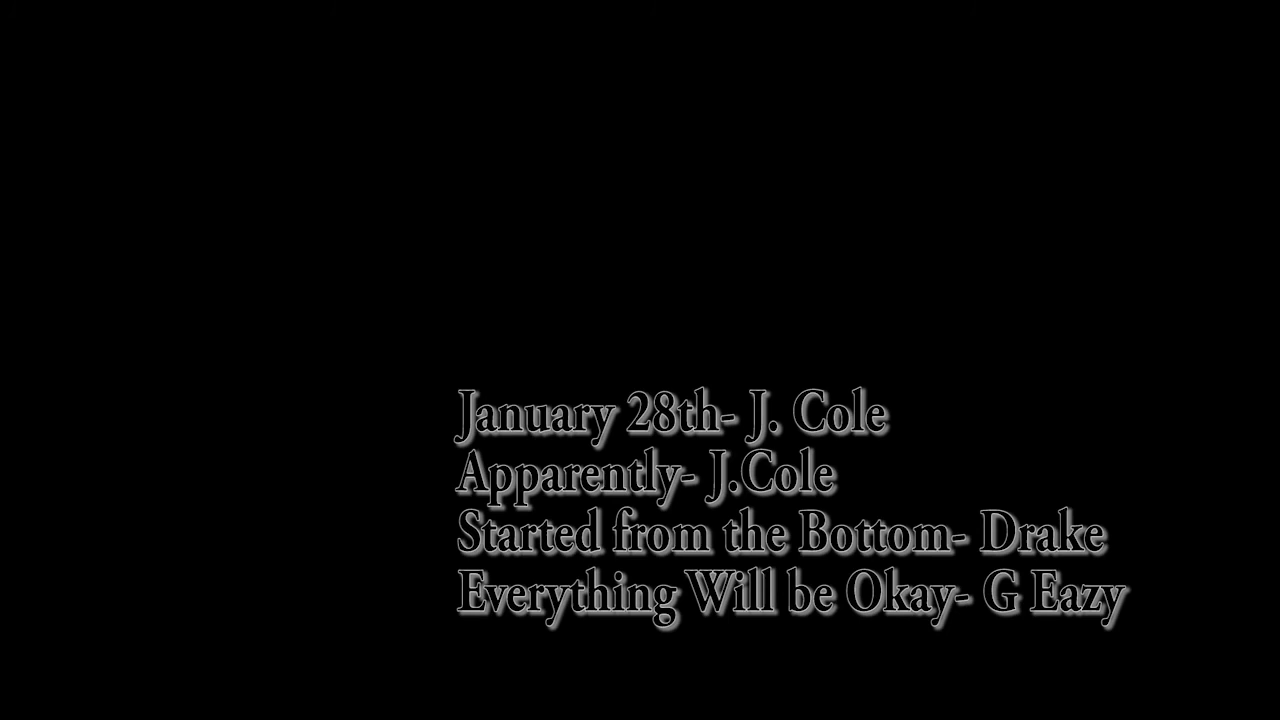 January 28th- J. Cole
Apparently- J.Cole
Started from the Bottom- Drake
Everything Will be Okay- G Eazy